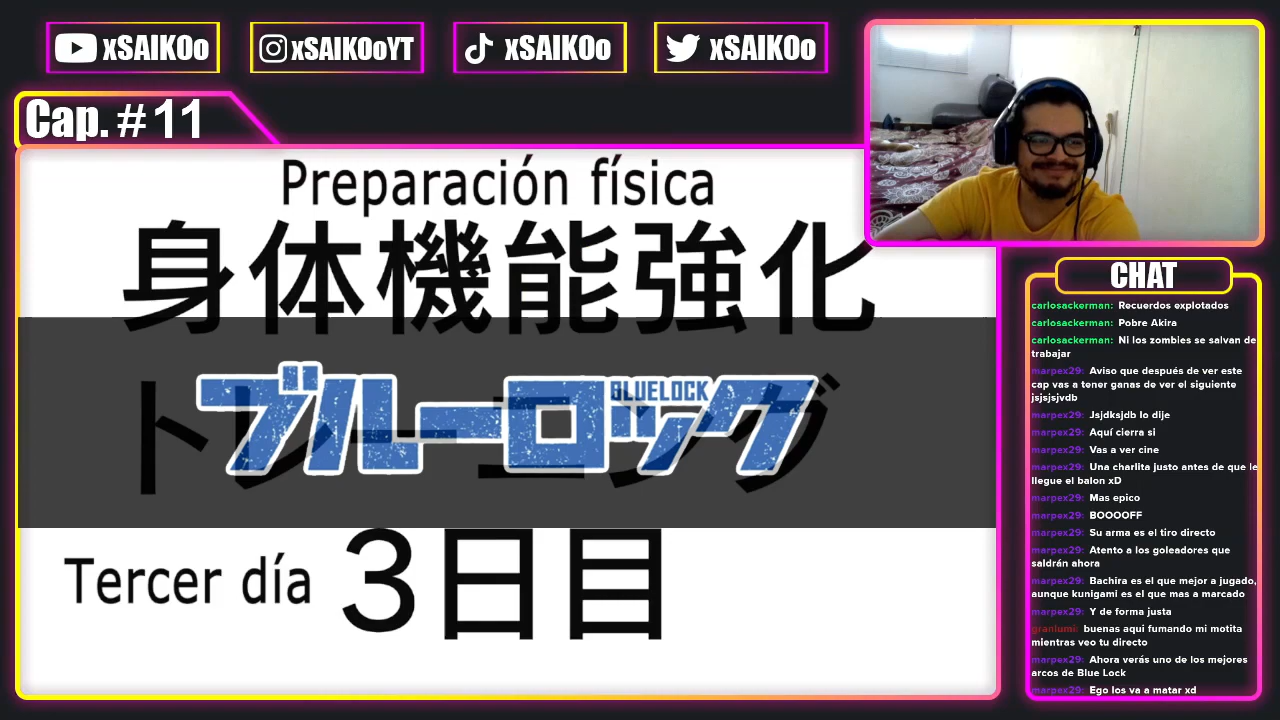 xSAIKOo
xSAIKOoYT
xSAIKOo
xSAIKOo
Cap. #11
Preparación física
身体機能強化
トレーニング
ブルーロック
BLUELOCK
Tercer día
3日目
CHAT
carlosackerman: Recuerdos explotados
carlosackerman: Pobre Akira
carlosackerman: Ni los zombies se salvan de
trabajar
marpex29: Aviso que después de ver este
cap vas a tener ganas de ver el siguiente
jsjsjsjvdb
marpex29: Jsjdksjdb lo dije
marpex29: Aquí cierra si
marpex29: Vas a ver cine
marpex29: Una charlita justo antes de que le
llegue el balon xD
marpex29: Mas epico
marpex29: BOOOOFF
marpex29: Su arma es el tiro directo
marpex29: Atento a los goleadores que
saldrán ahora
marpex29: Bachira es el que mejor a jugado,
aunque kunigami es el que mas a marcado
marpex29: Y de forma justa
granlumi: buenas aqui fumando mi motita
mientras veo tu directo
marpex29: Ahora verás uno de los mejores
arcos de Blue Lock
marpex29: Ego los va a matar xd